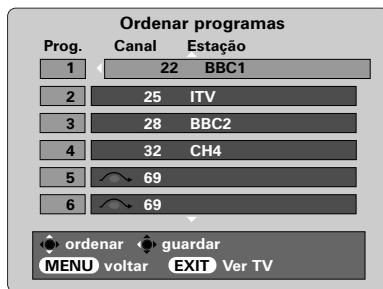 Ordenar programas
Prog. Canal Estação
1 22 BBC1
2 25 ITV
3 28 BBC2
4 32 CH4
5 69
6 69
ordenar guardar
MENU voltar EXIT Ver TV